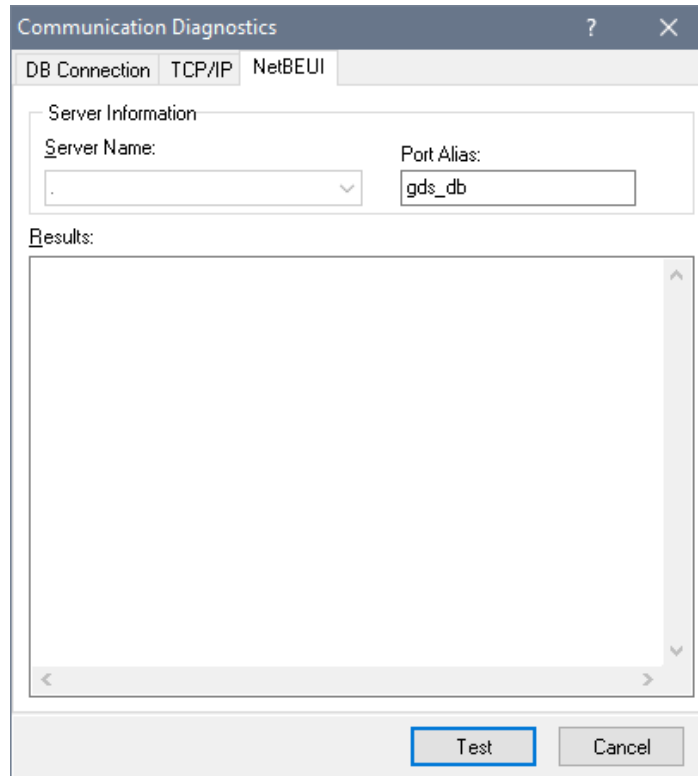 Communication Diagnostics ?
DB Connection TCP/IP NetBEUI
Server Information
Server Name:
Port Alias:
.
gds_db
Results:
Test Cancel